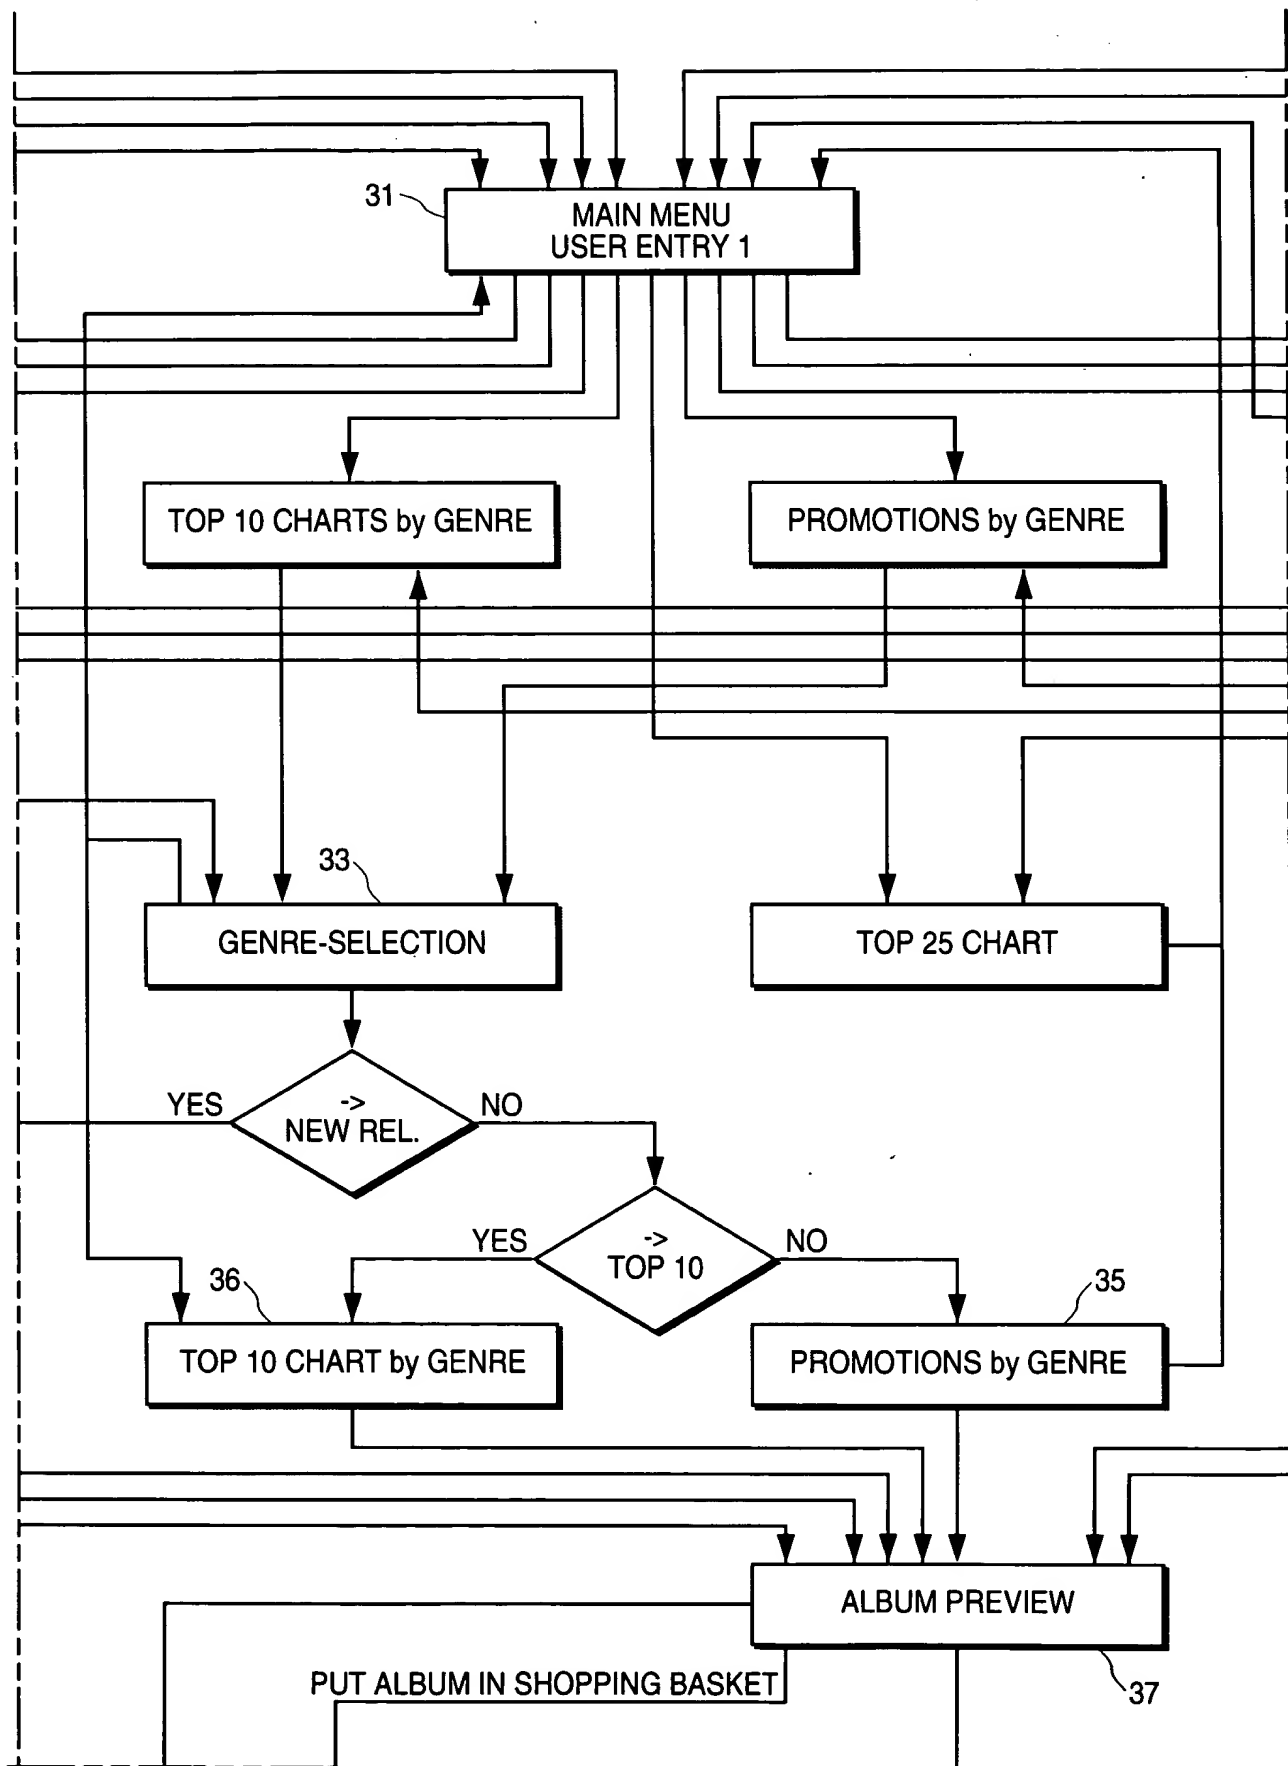 31
MAIN MENU
USER ENTRY 1
TOP 10 CHARTS by GENRE
PROMOTIONS by GENRE
33
GENRE-SELECTION
TOP 25 CHART
YES
->
NEW REL.
NO
YES
->
TOP 10
NO
36
35
TOP 10 CHART by GENRE
PROMOTIONS by GENRE
ALBUM PREVIEW
PUT ALBUM IN SHOPPING BASKET
37